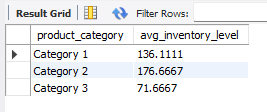 Result Grid Filter Rows:
product_category avg_inventory_level
Category 1 136.1111
Category 2 176.6667
Category 3 71.6667